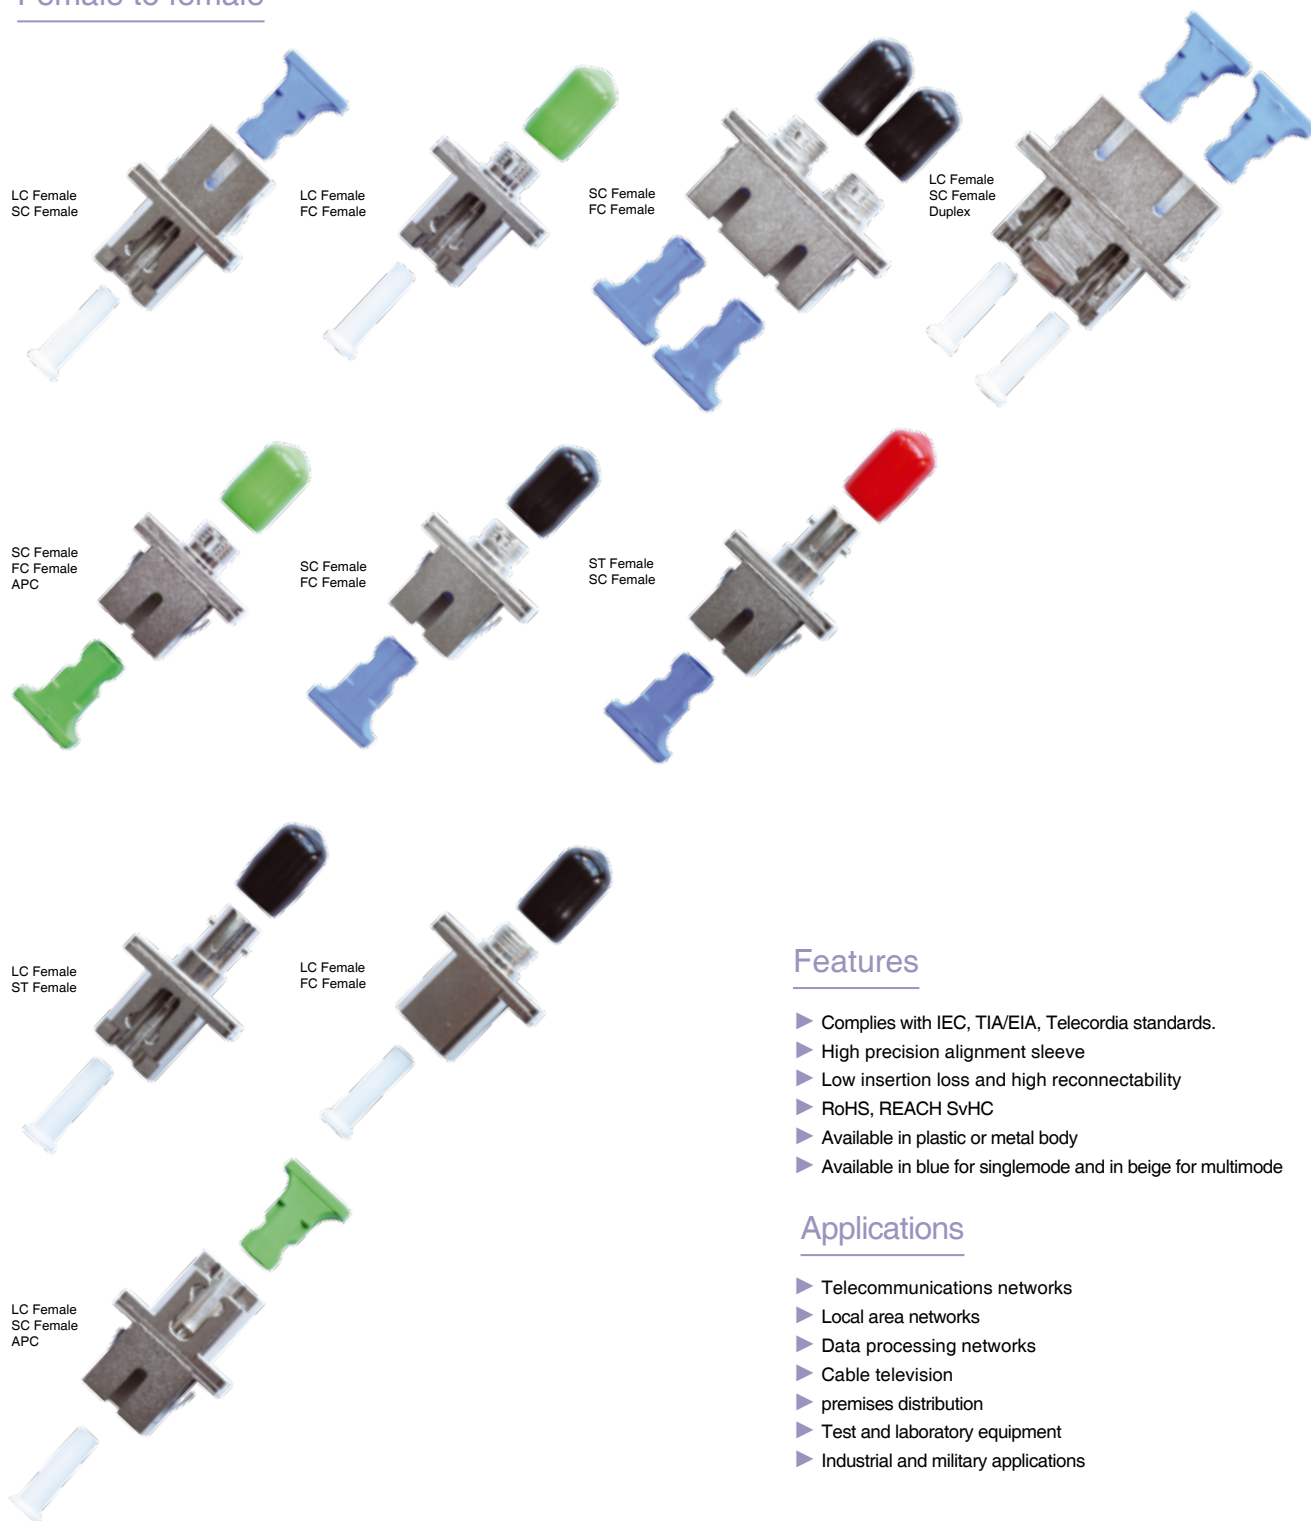 Female to female
LC Female
SC Female
LC Female
FC Female
SC Female
FC Female
LC Female
SC Female
Duplex
SC Female
FC Female
APC
SC Female
FC Female
ST Female
SC Female
LC Female
ST Female
LC Female
FC Female
LC Female
SC Female
APC
Features
Complies with IEC, TIA/EIA, Telecordia standards.
High precision alignment sleeve
Low insertion loss and high reconnectability
RoHS, REACH SvHC
Available in plastic or metal body
Available in blue for singlemode and in beige for multimode
Applications
Telecommunications networks
Local area networks
Data processing networks
Cable television
premises distribution
Test and laboratory equipment
Industrial and military applications